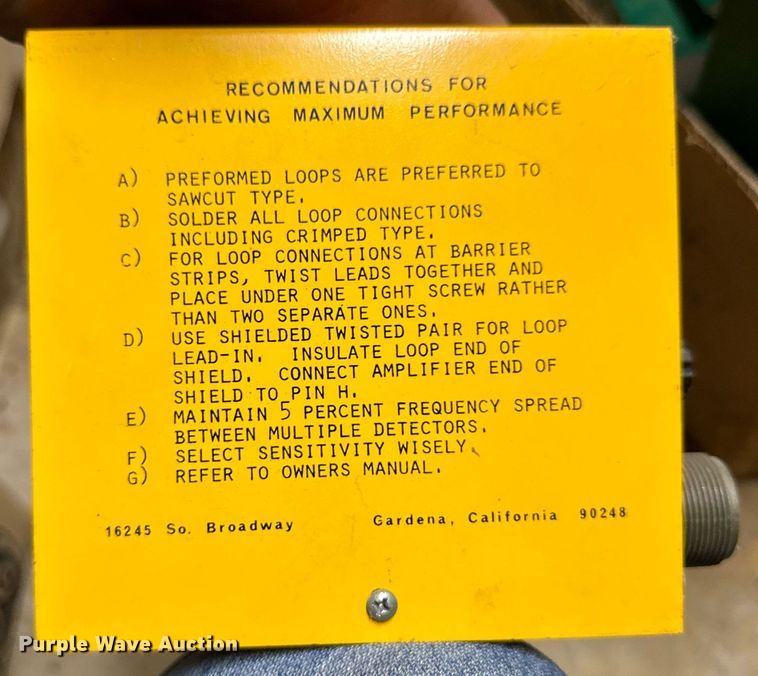 RECOMMENDATIONS FOR
ACHIEVING MAXIMUM PERFORMANCE
A) PREFORMED LOOPS ARE PREFERRED TO
SAWCUT TYPE.
B) SOLDER ALL LOOP CONNECTIONS
INCLUDING CRIMPED TYPE.
C) FOR LOOP CONNECTIONS AT BARRIER
STRIPS, TWIST LEADS TOGETHER AND
PLACE UNDER ONE TIGHT SCREW RATHER
THAN TWO SEPARATE ONES.
D) USE SHIELDED TWISTED PAIR FOR LOOP
LEAD-IN. INSULATE LOOP END OF
SHIELD. CONNECT AMPLIFIER END OF
SHIELD TO PIN H.
E) MAINTAIN 5 PERCENT FREQUENCY SPREAD
BETWEEN MULTIPLE DETECTORS.
F) SELECT SENSITIVITY WISELY.
G) REFER TO OWNERS MANUAL.
16245 So. Broadway Gardena, California 90248
Purple Wave Auction